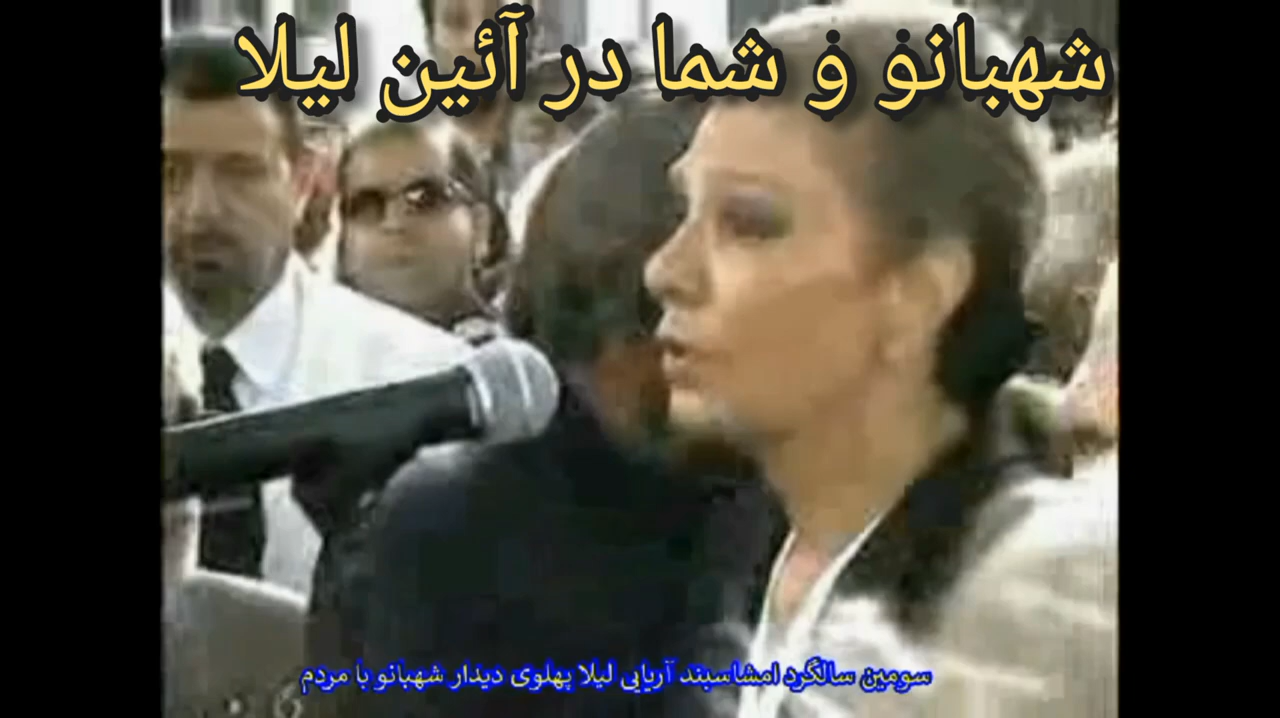 شهبانو و شما در آئین لیلا
سومین سالگرد امشاسبند آریایی لیلا پهلوی دیدار شهبانو با مردم